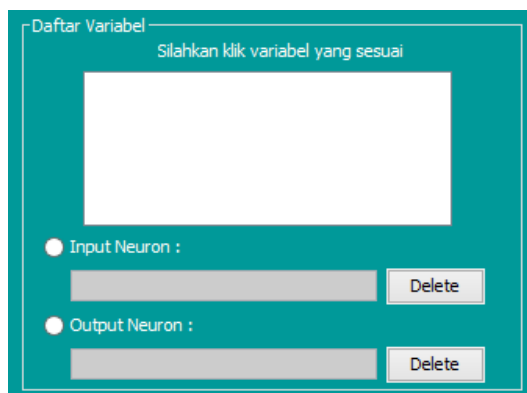 Daftar Variabel
Silahkan klik variabel yang sesuai
Input Neuron :
Delete
Output Neuron :
Delete